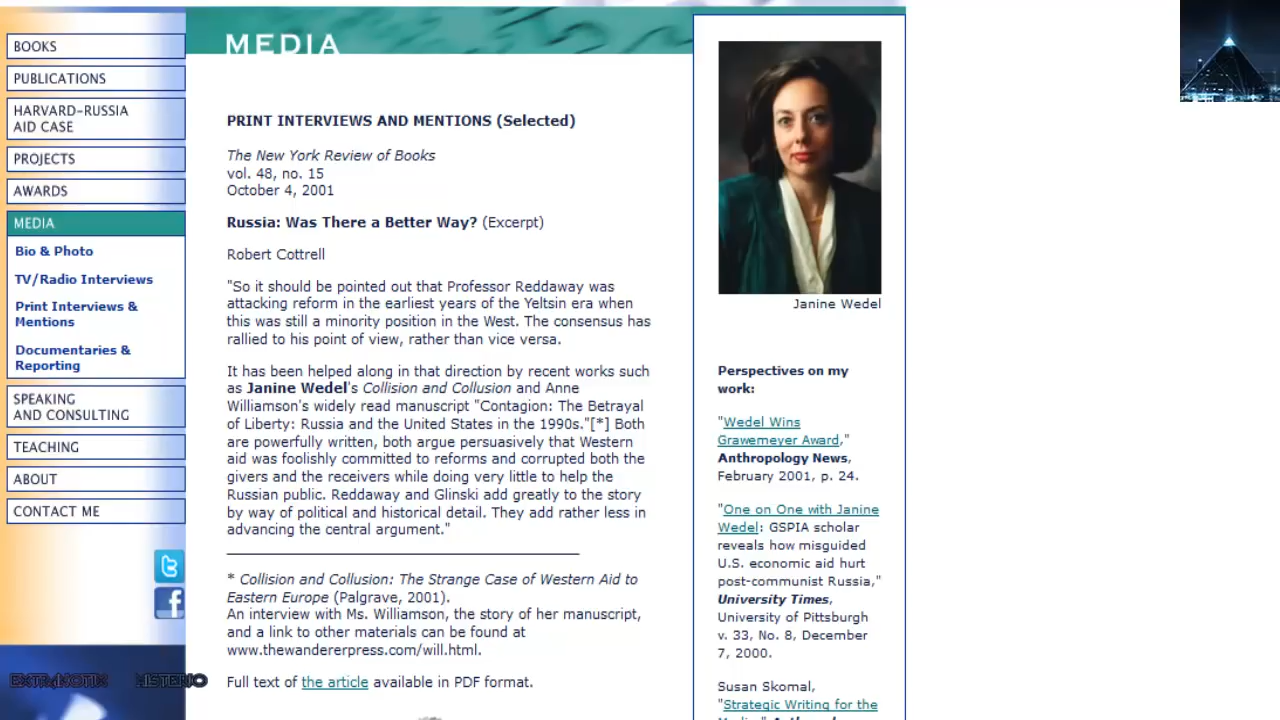 MEDIA
BOOKS
PUBLICATIONS
HARVARD-RUSSIA
AID CASE
PROJECTS
AWARDS
MEDIA
Bio & Photo
TV/Radio Interviews
Print Interviews &
Mentions
Documentaries &
Reporting
SPEAKING
AND CONSULTING
TEACHING
ABOUT
CONTACT ME
PRINT INTERVIEWS AND MENTIONS (Selected)
The New York Review of Books
vol. 48, no. 15
October 4, 2001
Russia: Was There a Better Way? (Excerpt)
Robert Cottrell
"So it should be pointed out that Professor Reddaway was
attacking reform in the earliest years of the Yeltsin era when
this was still a minority position in the West. The consensus has
rallied to his point of view, rather than vice versa.
It has been helped along in that direction by recent works such
as Janine Wedel's Collision and Collusion and Anne
Williamson's widely read manuscript "Contagion: The Betrayal
of Liberty: Russia and the United States in the 1990s."[*] Both
are powerfully written, both argue persuasively that Western
aid was foolishly committed to reforms and corrupted both the
givers and the receivers while doing very little to help the
Russian public. Reddaway and Glinski add greatly to the story
by way of political and historical detail. They add rather less in
advancing the central argument."
* Collision and Collusion: The Strange Case of Western Aid to
Eastern Europe (Palgrave, 2001).
An interview with Ms. Williamson, the story of her manuscript,
and a link to other materials can be found at
www.thewandererpress.com/will.html.
Full text of the article available in PDF format.
Janine Wedel
Perspectives on my
work:
"Wedel Wins
Grawemeyer Award,"
Anthropology News,
February 2001, p. 24.
"One on One with Janine
Wedel: GSPIA scholar
reveals how misguided
U.S. economic aid hurt
post-communist Russia,"
University Times,
University of Pittsburgh
v. 33, No. 8, December
7, 2000.
Susan Skomal,
"Strategic Writing for the